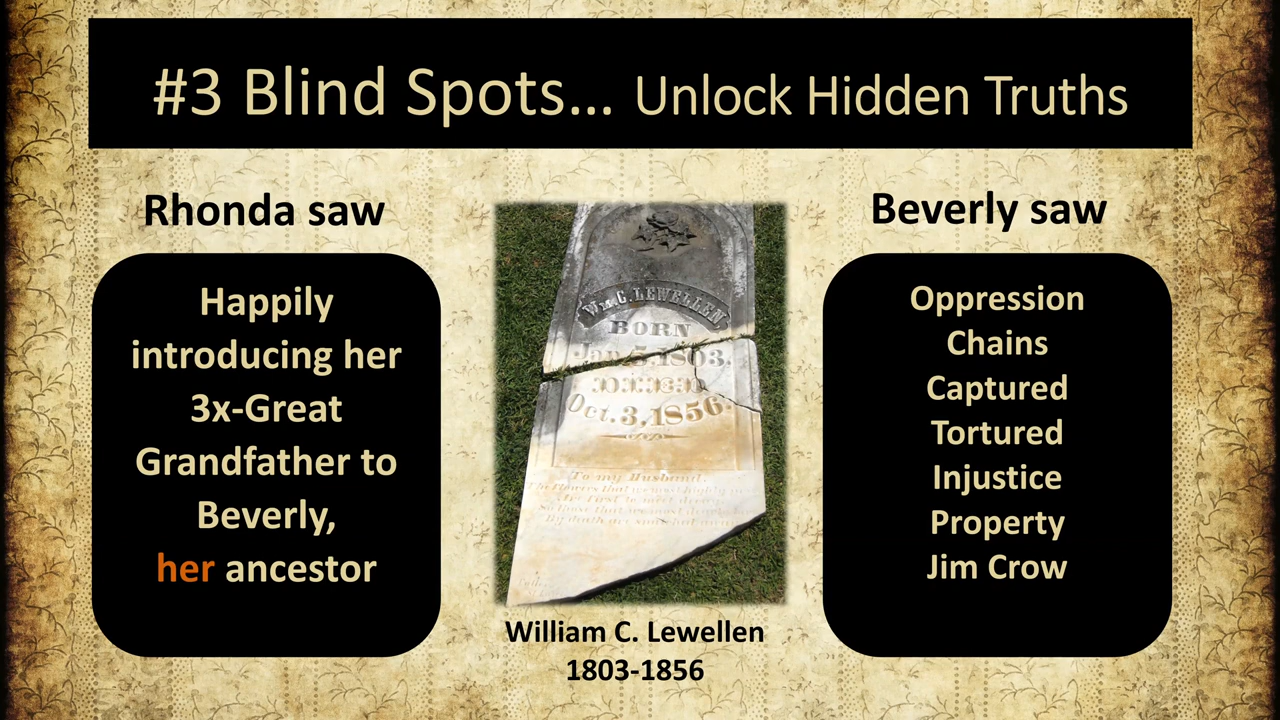 #3 Blind Spots... Unlock Hidden Truths
Rhonda saw
Happily
introducing her
3x-Great
Grandfather to
Beverly,
her ancestor
Wm. C. LEWELLEN,
BORN
Jan. 5. 1803.
DIED
Oct. 3, 1856.
To my Husband.
William C. Lewellen
1803-1856
Beverly saw
Oppression
Chains
Captured
Tortured
Injustice
Property
Jim Crow